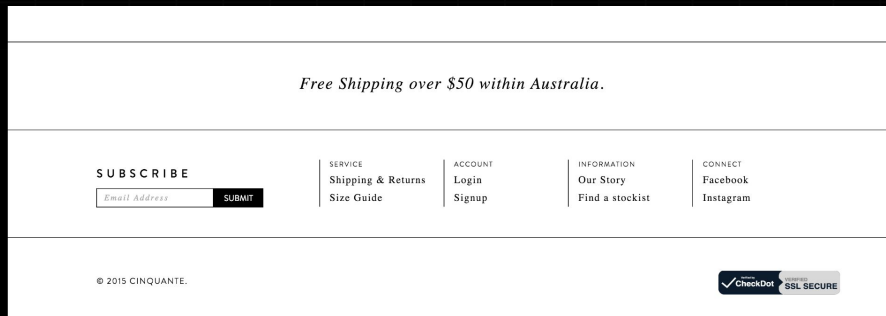 Free Shipping over $50 within Australia.
SUBSCRIBE
Email Address
SUBMIT
SERVICE
Shipping & Returns
Size Guide
ACCOUNT
Login
Signup
INFORMATION
Our Story
Find a stockist
CONNECT
Facebook
Instagram
© 2015 CINQUANTE.
CheckDot
VERIFIED
SSL SECURE